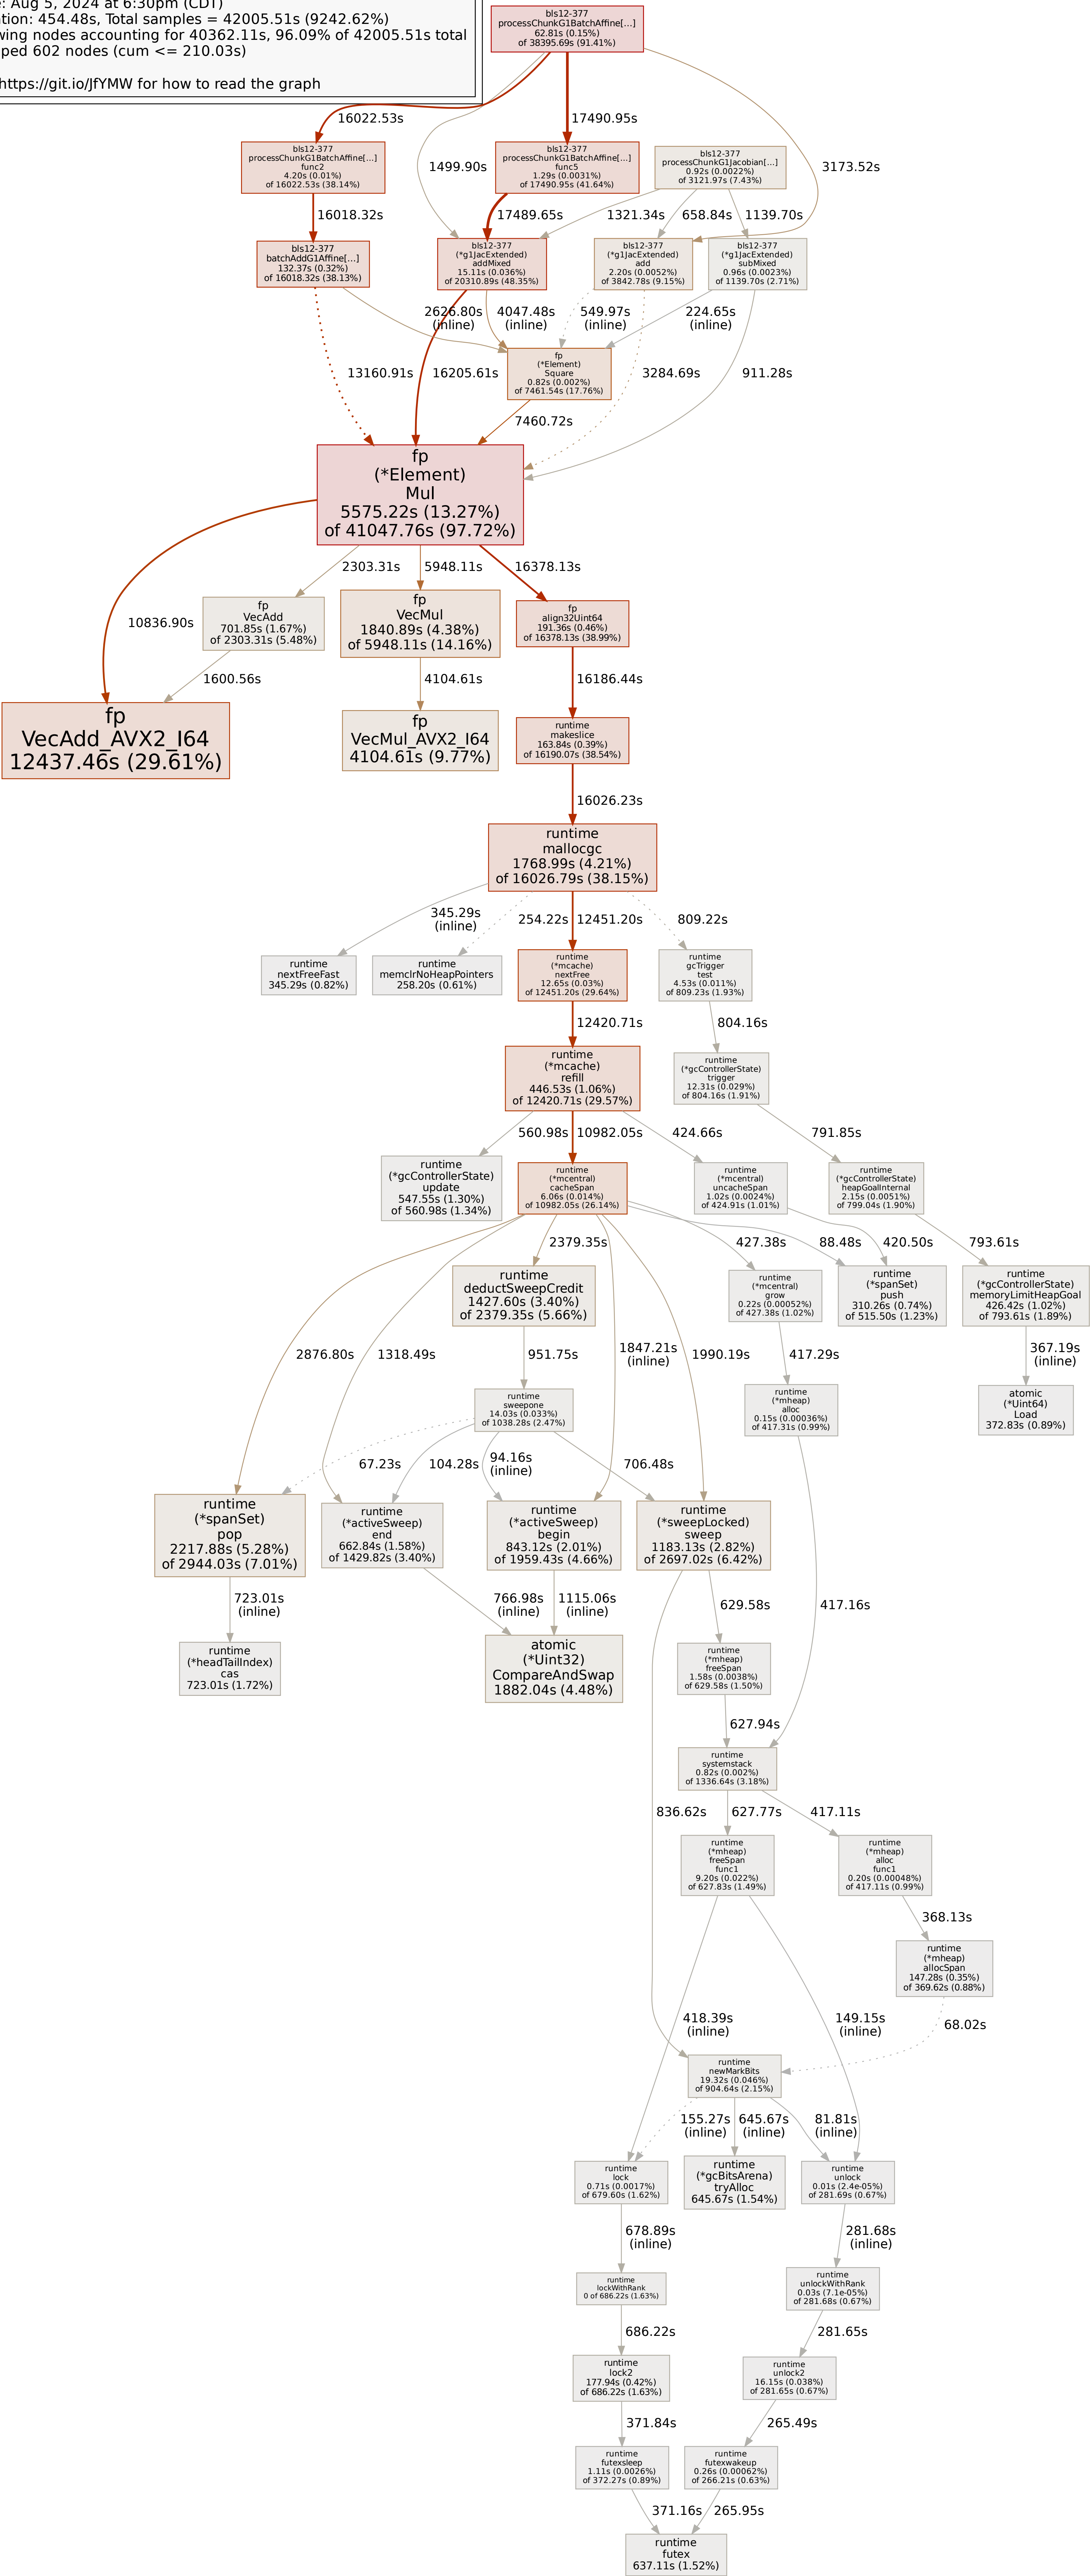 : Aug 5, 2024 at 6:30pm (CDT)
tion: 454.48s, Total samples = 42005.51s (9242.62%)
wing nodes accounting for 40362.11s, 96.09% of 42005.51s total
pped 602 nodes (cum <= 210.03s)
https://git.io/JfYMW for how to read the graph
bls12-377
processChunkG1BatchAffine[...]
62.81s (0.15%)
of 38395.69s (91.41%)
16022.53s
17490.95s
1499.90s
3173.52s
bls12-377
processChunkG1BatchAffine[...]
func2
4.20s (0.01%)
of 16022.53s (38.14%)
bls12-377
processChunkG1BatchAffine[...]
func5
1.29s (0.0031%)
of 17490.95s (41.64%)
bls12-377
processChunkG1Jacobian[...]
0.92s (0.0022%)
of 3121.97s (7.43%)
16018.32s
17489.65s
1321.34s
658.84s
1139.70s
bls12-377
batchAddG1Affine[...]
132.37s (0.32%)
of 16018.32s (38.13%)
bls12-377
(*g1JacExtended)
addMixed
15.11s (0.036%)
of 20310.89s (48.35%)
bls12-377
(*g1JacExtended)
add
2.20s (0.0052%)
of 3842.78s (9.15%)
bls12-377
(*g1JacExtended)
subMixed
0.96s (0.0023%)
of 1139.70s (2.71%)
2626.80s
(inline)
4047.48s
(inline)
549.97s
(inline)
224.65s
(inline)
13160.91s
16205.61s
fp
(*Element)
Square
0.82s (0.002%)
of 7461.54s (17.76%)
3284.69s
911.28s
7460.72s
fp
(*Element)
Mul
5575.22s (13.27%)
of 41047.76s (97.72%)
10836.90s
2303.31s
5948.11s
16378.13s
fp
VecAdd
701.85s (1.67%)
of 2303.31s (5.48%)
fp
VecMul
1840.89s (4.38%)
of 5948.11s (14.16%)
fp
align32Uint64
191.36s (0.46%)
of 16378.13s (38.99%)
1600.56s
4104.61s
16186.44s
fp
VecAdd_AVX2_I64
12437.46s (29.61%)
fp
VecMul_AVX2_I64
4104.61s (9.77%)
runtime
makeslice
163.84s (0.39%)
of 16190.07s (38.54%)
16026.23s
runtime
mallocgc
1768.99s (4.21%)
of 16026.79s (38.15%)
345.29s
(inline)
254.22s
12451.20s
809.22s
runtime
nextFreeFast
345.29s (0.82%)
runtime
memclrNoHeapPointers
258.20s (0.61%)
runtime
(*mcache)
nextFree
12.65s (0.03%)
of 12451.20s (29.64%)
runtime
gcTrigger
test
4.53s (0.011%)
of 809.23s (1.93%)
12420.71s
804.16s
runtime
(*mcache)
refill
446.53s (1.06%)
of 12420.71s (29.57%)
runtime
(*gcControllerState)
trigger
12.31s (0.029%)
of 804.16s (1.91%)
560.98s
10982.05s
424.66s
791.85s
runtime
(*gcControllerState)
update
547.55s (1.30%)
of 560.98s (1.34%)
runtime
(*mcentral)
cacheSpan
6.06s (0.014%)
of 10982.05s (26.14%)
runtime
(*mcentral)
uncacheSpan
1.02s (0.0024%)
of 424.91s (1.01%)
runtime
(*gcControllerState)
heapGoalInternal
2.15s (0.0051%)
of 799.04s (1.90%)
2379.35s
427.38s
88.48s
420.50s
793.61s
runtime
deductSweepCredit
1427.60s (3.40%)
of 2379.35s (5.66%)
runtime
(*mcentral)
grow
0.22s (0.00052%)
of 427.38s (1.02%)
runtime
(*spanSet)
push
310.26s (0.74%)
of 515.50s (1.23%)
runtime
(*gcControllerState)
memoryLimitHeapGoal
426.42s (1.02%)
of 793.61s (1.89%)
2876.80s
1318.49s
951.75s
1847.21s
(inline)
1990.19s
417.29s
367.19s
(inline)
runtime
sweepone
14.03s (0.033%)
of 1038.28s (2.47%)
runtime
(*mheap)
alloc
0.15s (0.00036%)
of 417.31s (0.99%)
atomic
(*Uint64)
Load
372.83s (0.89%)
67.23s
104.28s
94.16s
(inline)
706.48s
runtime
(*spanSet)
pop
2217.88s (5.28%)
of 2944.03s (7.01%)
runtime
(*activeSweep)
end
662.84s (1.58%)
of 1429.82s (3.40%)
runtime
(*activeSweep)
begin
843.12s (2.01%)
of 1959.43s (4.66%)
runtime
(*sweepLocked)
sweep
1183.13s (2.82%)
of 2697.02s (6.42%)
723.01s
(inline)
766.98s
(inline)
1115.06s
(inline)
629.58s
417.16s
runtime
(*headTailIndex)
cas
723.01s (1.72%)
atomic
(*Uint32)
CompareAndSwap
1882.04s (4.48%)
runtime
(*mheap)
freeSpan
1.58s (0.0038%)
of 629.58s (1.50%)
627.94s
runtime
systemstack
0.82s (0.002%)
of 1336.64s (3.18%)
836.62s
627.77s
417.11s
runtime
(*mheap)
freeSpan
func1
9.20s (0.022%)
of 627.83s (1.49%)
runtime
(*mheap)
alloc
func1
0.20s (0.00048%)
of 417.11s (0.99%)
368.13s
runtime
(*mheap)
allocSpan
147.28s (0.35%)
of 369.62s (0.88%)
418.39s
(inline)
149.15s
(inline)
68.02s
runtime
newMarkBits
19.32s (0.046%)
of 904.64s (2.15%)
155.27s
(inline)
645.67s
(inline)
81.81s
(inline)
runtime
lock
0.71s (0.0017%)
of 679.60s (1.62%)
runtime
(*gcBitsArena)
tryAlloc
645.67s (1.54%)
runtime
unlock
0.01s (2.4e-05%)
of 281.69s (0.67%)
678.89s
(inline)
281.68s
(inline)
runtime
lockWithRank
0 of 686.22s (1.63%)
runtime
unlockWithRank
0.03s (7.1e-05%)
of 281.68s (0.67%)
686.22s
281.65s
runtime
lock2
177.94s (0.42%)
of 686.22s (1.63%)
runtime
unlock2
16.15s (0.038%)
of 281.65s (0.67%)
371.84s
265.49s
runtime
futexsleep
1.11s (0.0026%)
of 372.27s (0.89%)
runtime
futexwakeup
0.26s (0.00062%)
of 266.21s (0.63%)
371.16s
265.95s
runtime
futex
637.11s (1.52%)